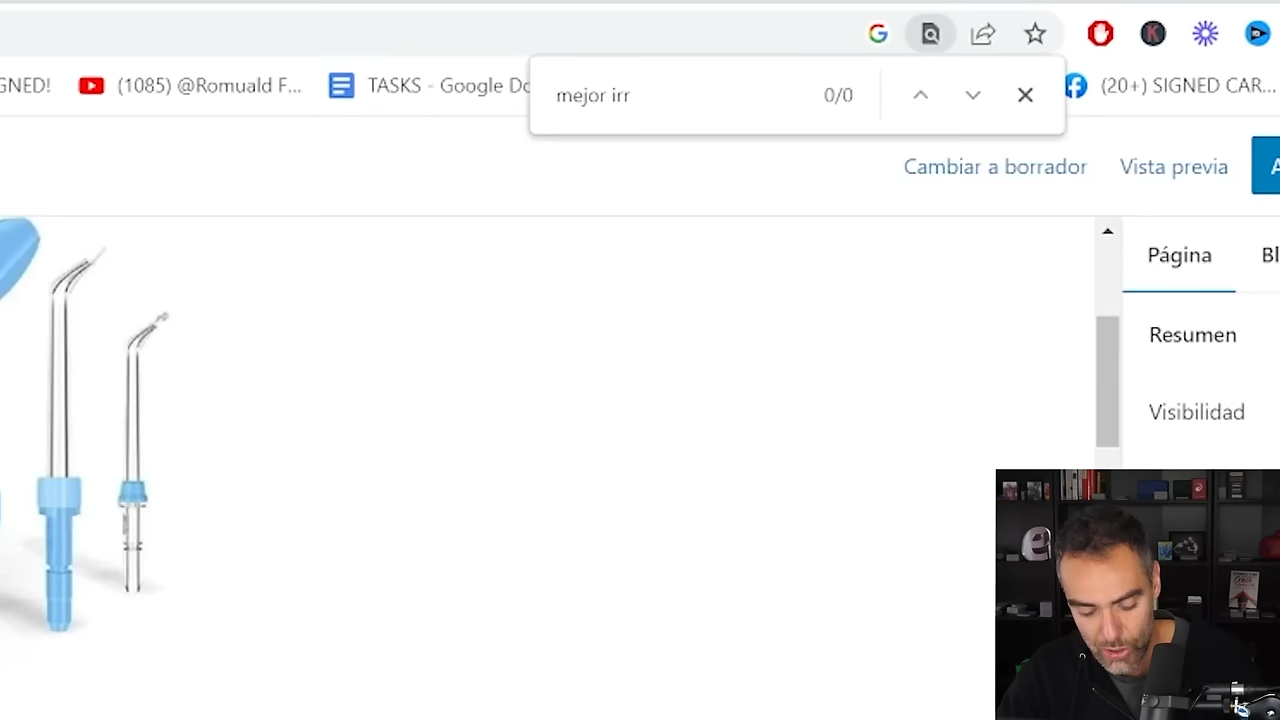 mejor irr 0/0
GNED! (1085) @Romuald F... TASKS - Google Do (20+) SIGNED CAR...
Cambiar a borrador Vista previa A
Página Bl
Resumen
Visibilidad